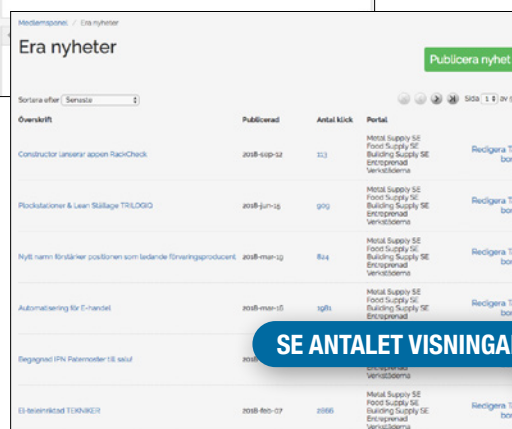 Medlemspanel / Era nyheter
Era nyheter
Publicera nyhet
Sortera efter Senaste
Sida 1 av
Överskrift Publicerad Antal klick Portal
Metal Supply SE
Food Supply SE
Constructor lanserar appen RackCheck 2018-sep-12 113 Building Supply SE Redigera
Entreprenad
Verkstäderna
Metal Supply SE
Food Supply SE
Plockstationer & Lean Ställage TRILOGIQ 2018-jun-15 909 Building Supply SE Redigera
Entreprenad
Verkstäderna
Metal Supply SE
Food Supply SE
Nytt namn förstärker positionen som ledande förvaringsproducent 2018-mar-19 824 Building Supply SE Redigera
Entreprenad
Verkstäderna
Metal Supply SE
Food Supply SE
Automatisering för E-handel 2018-mar-16 1981 Building Supply SE Redigera
Entreprenad
Verkstäderna
SE ANTALET VISNINGA
Begagnad IPN Paternoster till salu!
Entreprenad
Verkstäderna
Metal Supply SE
Food Supply SE
TEKNIKER 2018-feb-07 2866 Building Supply SE Redigera
Entreprenad
Verkstäderna